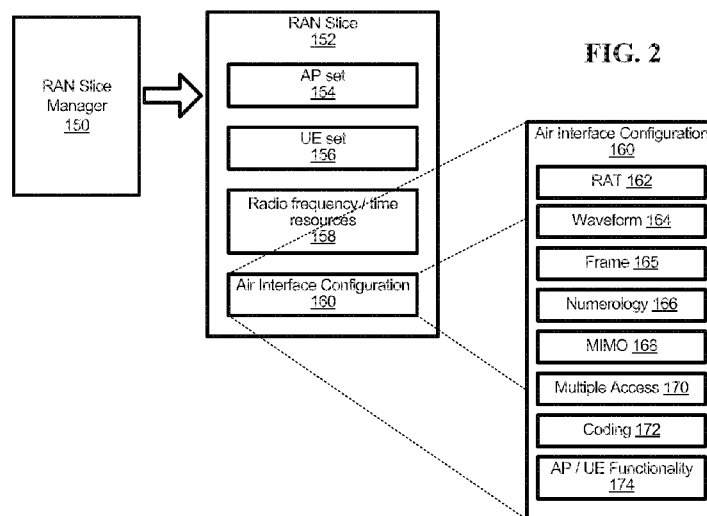 RAN Slice
Manager
150
RAN Slice
152
AP set
154
UE set
156
Radio frequency / time
resources
158
Air Interface Configuration
160
FIG. 2
Air Interface Configuration
160
RAT 162
Waveform 164
Frame 165
Numerology 166
MIMO 168
Multiple Access 170
Coding 172
AP / UE Functionality
174